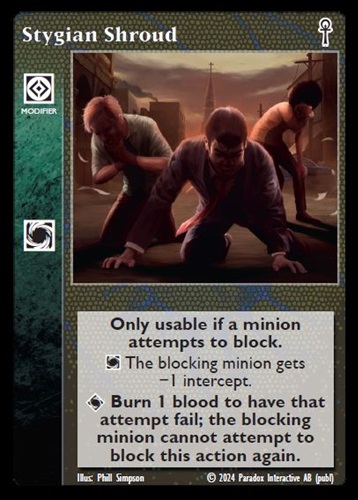 Stygian Shroud
MODIFIER
Only usable if a minion
attempts to block.
The blocking minion gets
−1 intercept.
Burn 1 blood to have that
attempt fail; the blocking
minion cannot attempt to
block this action again.
Illus: Phill Simpson
© 2024 Paradox Interactive AB (publ)